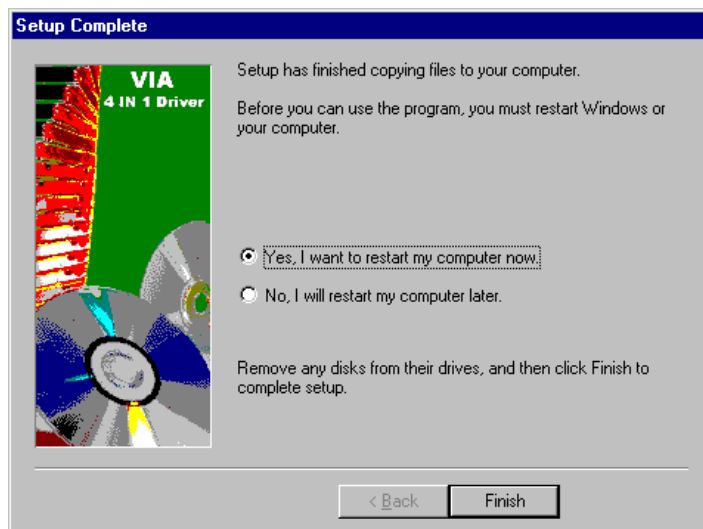 Setup Complete
VIA
4 IN 1 Driver
Setup has finished copying files to your computer.
Before you can use the program, you must restart Windows or
your computer.
Yes, I want to restart my computer now.
No, I will restart my computer later.
Remove any disks from their drives, and then click Finish to
complete setup.
< Back
Finish